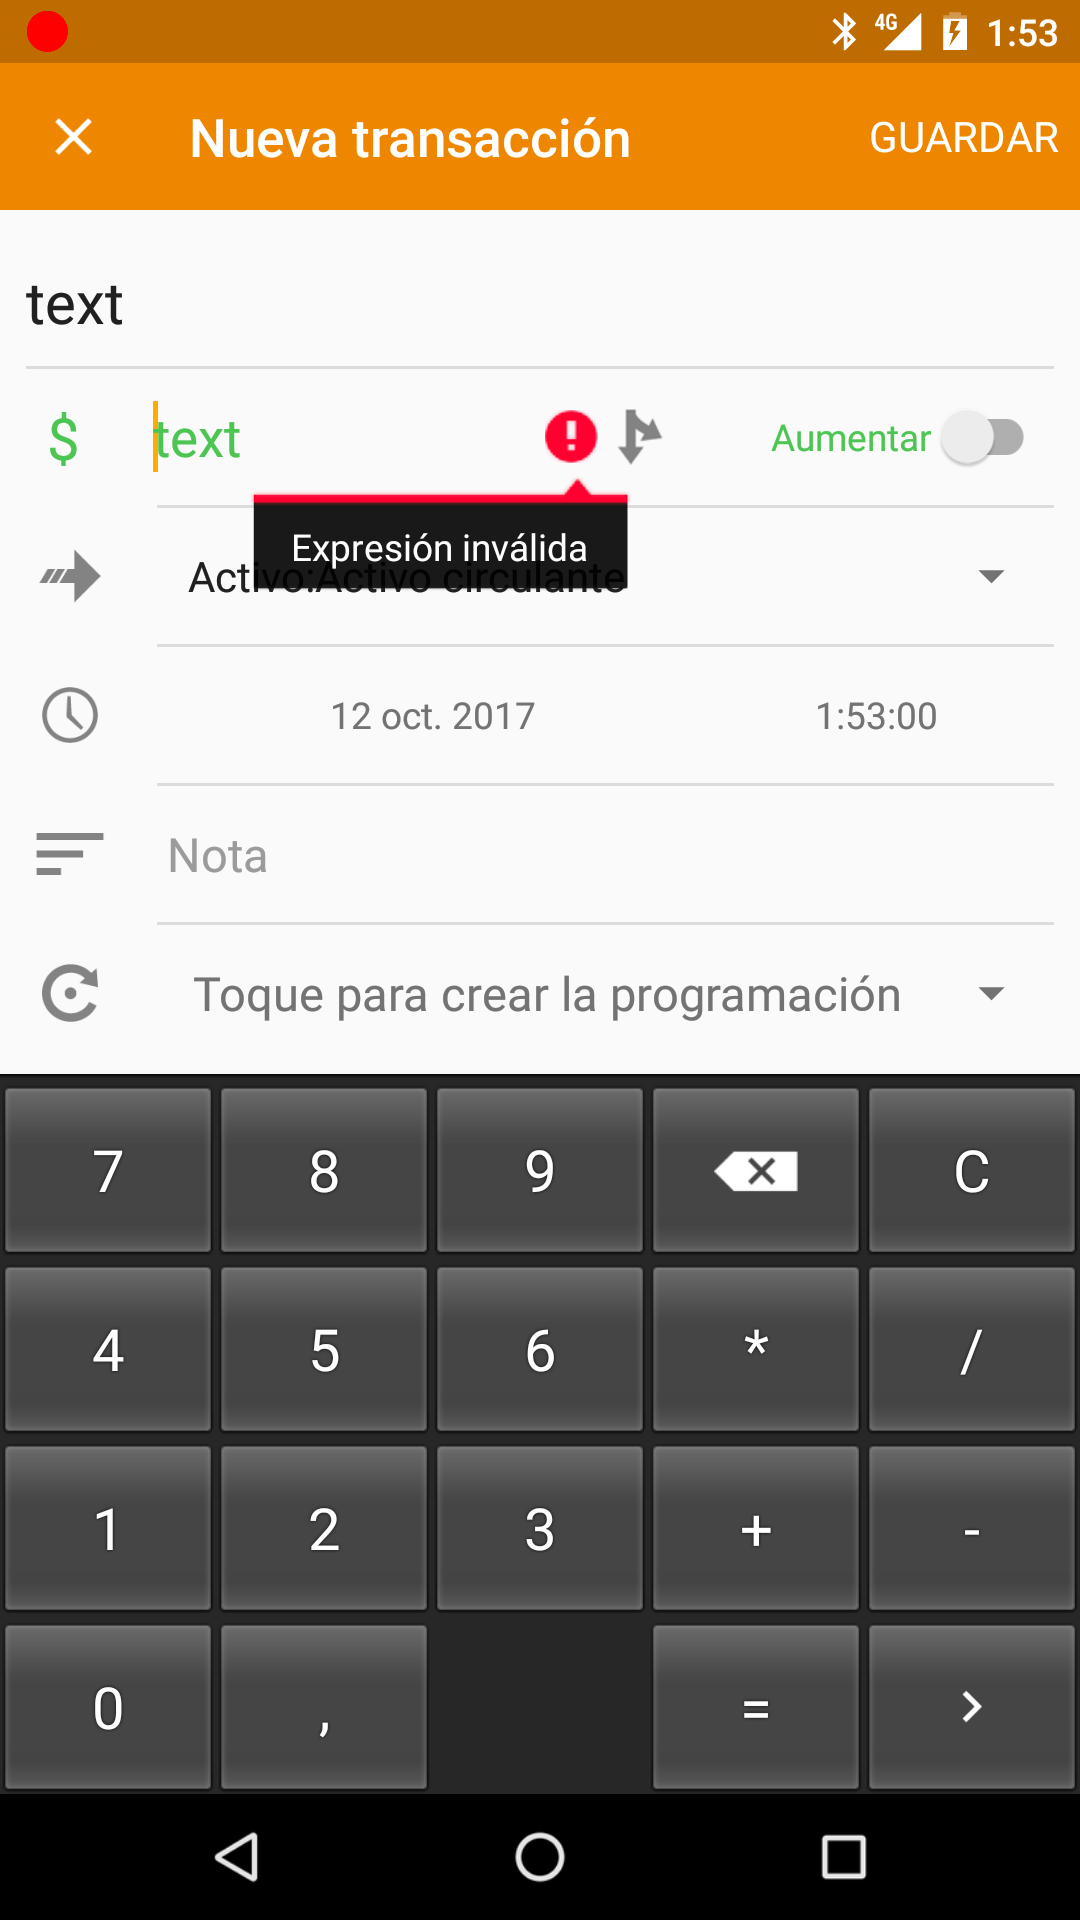 4G 1:53
Nueva transacción GUARDAR
text
$ text Aumentar
Expresión inválida
Activo:Activo circulante
12 oct. 2017 1:53:00
Nota
Toque para crear la programación
7 8 9 C
4 5 6 * /
1 2 3 + -
0 , = >